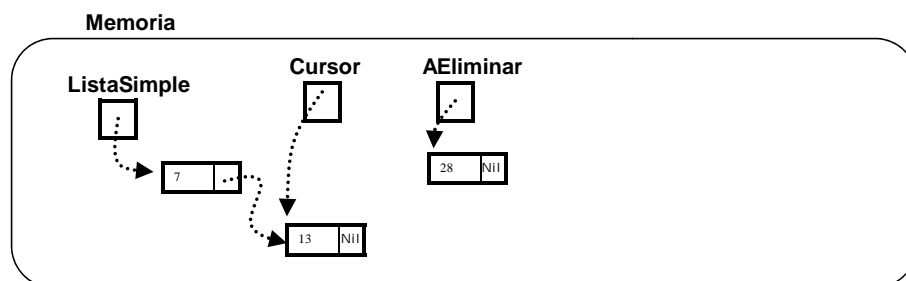 Memoria
Cursor AEliminar
ListaSimple
28 Nil
7
13 Nil